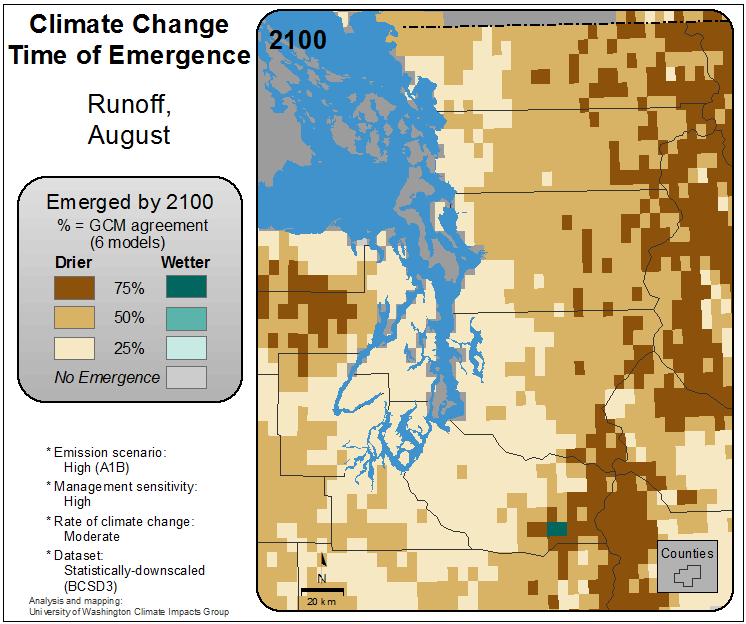 Climate Change
Time of Emergence
Runoff,
August
Emerged by 2100
% = GCM agreement
(6 models)
Drier Wetter
75%
50%
25%
No Emergence
* Emission scenario:
High (A1B)
* Management sensitivity:
High
* Rate of climate change:
Moderate
* Dataset:
Statistically-downscaled
(BCSD3)
Analysis and mapping:
University of Washington Climate Impacts Group
2100
N
20 km
Counties